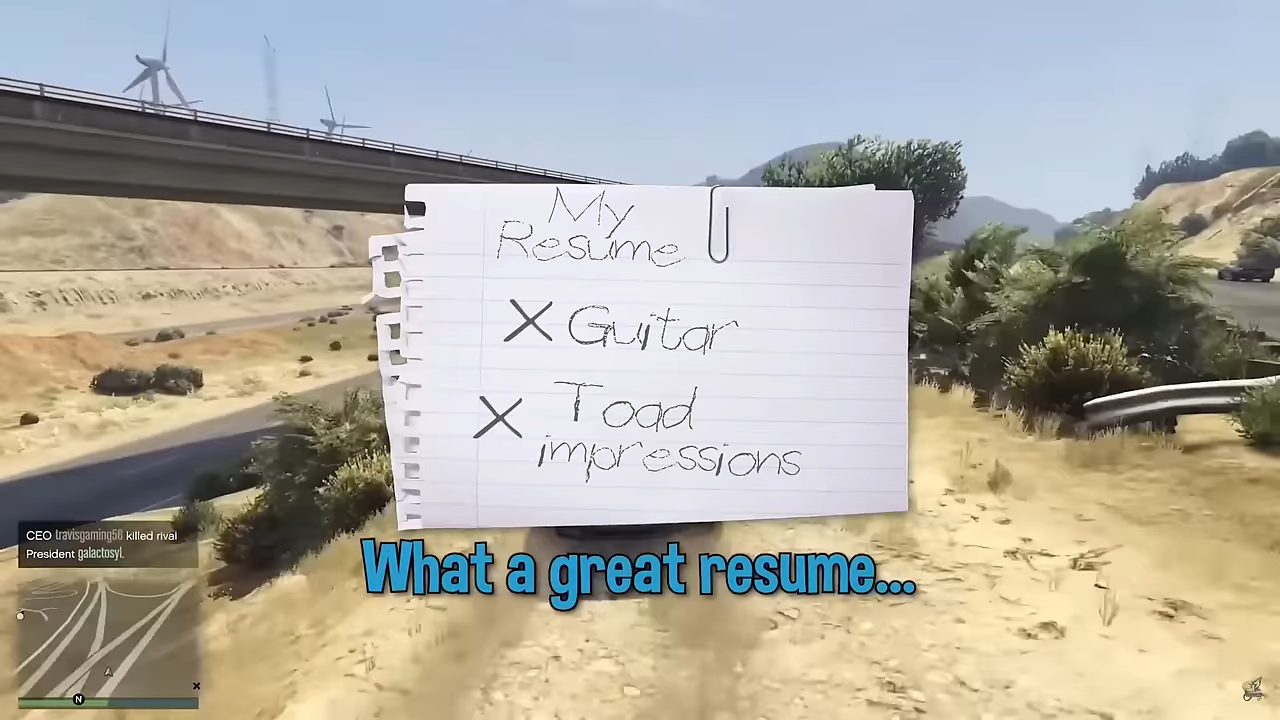 My
Resume
X Guitar
X Toad
impressions
What a great resume...
CEO travisgaming56 killed rival
President galactosyl.
N